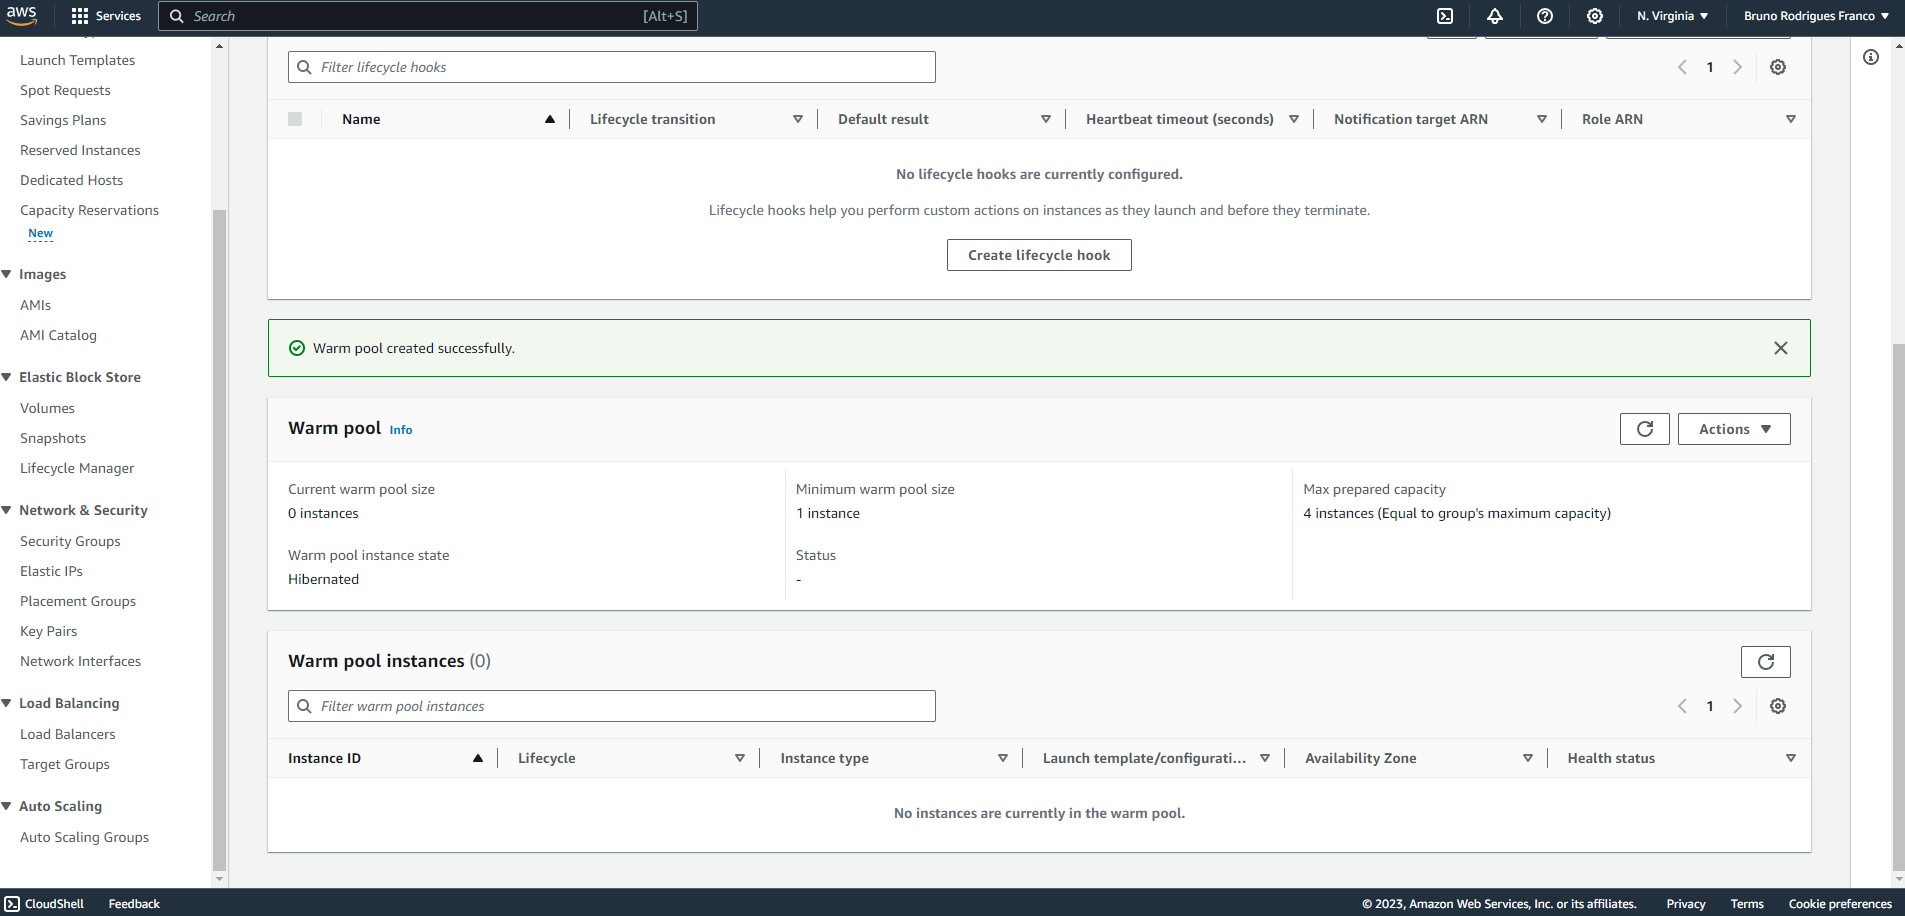 aws
Services
Search
[Alt+S]
N. Virginia
Bruno Rodrigues Franco
Launch Templates
Spot Requests
Savings Plans
Reserved Instances
Dedicated Hosts
Capacity Reservations
New
Images
AMIs
AMI Catalog
Elastic Block Store
Volumes
Snapshots
Lifecycle Manager
Network & Security
Security Groups
Elastic IPs
Placement Groups
Key Pairs
Network Interfaces
Load Balancing
Load Balancers
Target Groups
Auto Scaling
Auto Scaling Groups
Filter lifecycle hooks
1
Name
Lifecycle transition
Default result
Heartbeat timeout (seconds)
Notification target ARN
Role ARN
No lifecycle hooks are currently configured.
Lifecycle hooks help you perform custom actions on instances as they launch and before they terminate.
Create lifecycle hook
Warm pool created successfully.
Warm pool Info
Actions
Current warm pool size
0 instances
Minimum warm pool size
1 instance
Max prepared capacity
4 instances (Equal to group's maximum capacity)
Warm pool instance state
Hibernated
Status
-
Warm pool instances (0)
Filter warm pool instances
1
Instance ID
Lifecycle
Instance type
Launch template/configurati...
Availability Zone
Health status
No instances are currently in the warm pool.
CloudShell
Feedback
© 2023, Amazon Web Services, Inc. or its affiliates.
Privacy
Terms
Cookie preferences